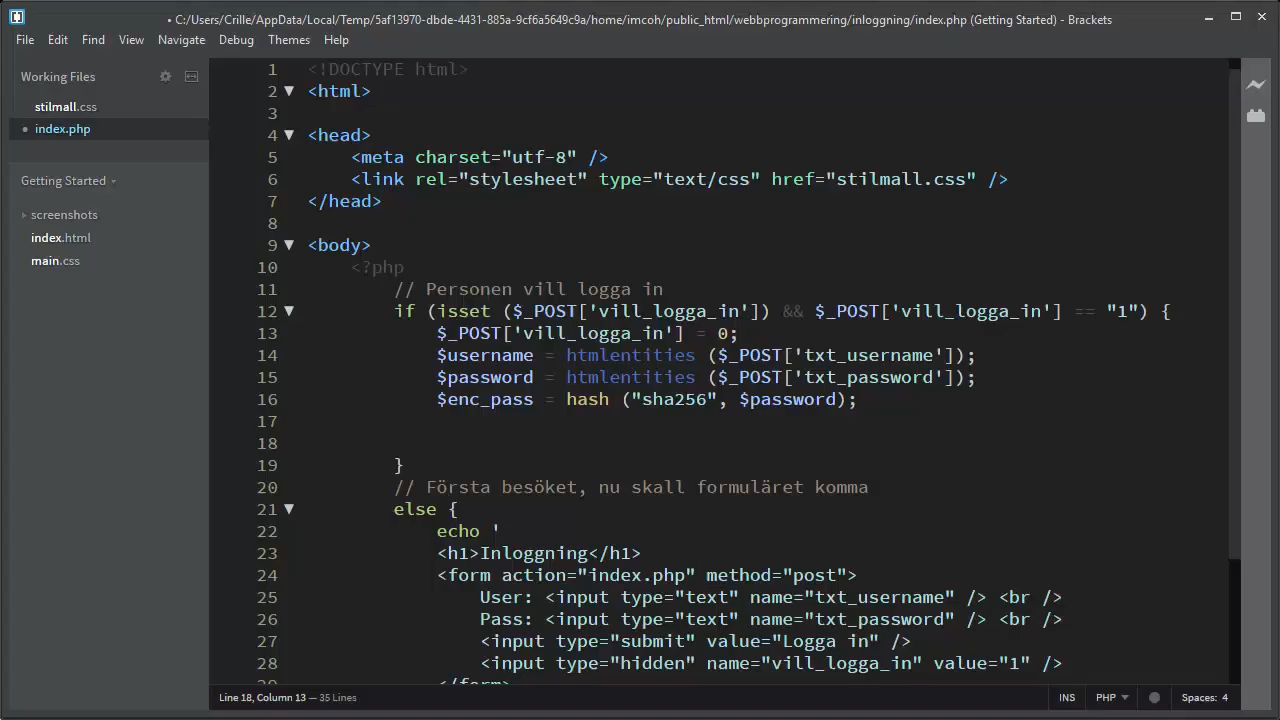 • C:/Users/Crille/AppData/Local/Temp/5af13970-dbde-4431-885a-9cf6a5649c9a/home/imcoh/public_html/webbprogrammering/inloggning/index.php (Getting Started) - Brackets
File Edit Find View Navigate Debug Themes Help
Working Files
stilmall.css
• index.php
Getting Started
screenshots
index.html
main.css
1 <!DOCTYPE html>
2 <html>
3
4 <head>
5 <meta charset="utf-8" />
6 <link rel="stylesheet" type="text/css" href="stilmall.css" />
7 </head>
8
9 <body>
10 <?php
11 // Personen vill logga in
12 if (isset ($_POST['vill_logga_in']) && $_POST['vill_logga_in'] == "1") {
13 $_POST['vill_logga_in'] = 0;
14 $username = htmlentities ($_POST['txt_username']);
15 $password = htmlentities ($_POST['txt_password']);
16 $enc_pass = hash ("sha256", $password);
17
18
19 }
20 // Första besöket, nu skall formuläret komma
21 else {
22 echo '
23 <h1>Inloggning</h1>
24 <form action="index.php" method="post">
25 User: <input type="text" name="txt_username" /> <br />
26 Pass: <input type="text" name="txt_password" /> <br />
27 <input type="submit" value="Logga in" />
28 <input type="hidden" name="vill_logga_in" value="1" />
29 </form>
Line 18, Column 13 — 35 Lines
INS PHP Spaces: 4